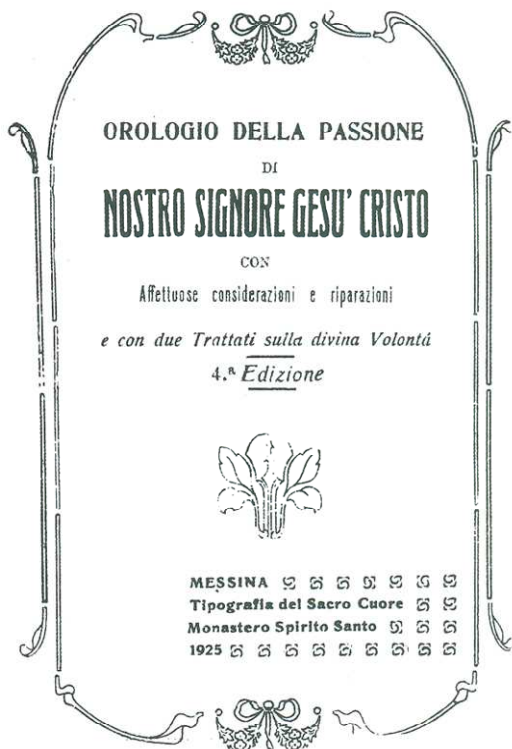 OROLOGIO DELLA PASSIONE
DI
NOSTRO SIGNORE GESU' CRISTO
CON
Affettuose considerazioni e riparazioni
e con due Trattati sulla divina Volontá
4.ª Edizione
MESSINA
Tipografia del Sacro Cuore
Monastero Spirito Santo
1925